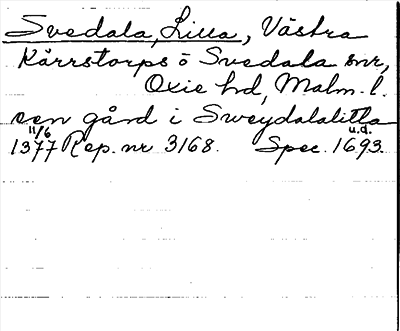 Svedala, Lilla, Västra
Kärrstorps o Svedala snr,
Oxie hd, Malm. l.
een gård i Sweydalalitla
11/6 u.d.
1377 Rep. nr 3168. Spec. 1693.